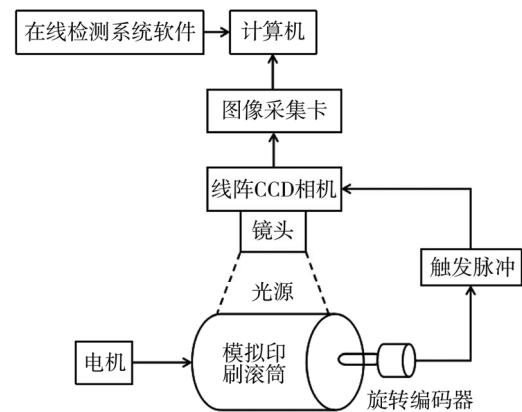 在线检测系统软件
计算机
图像采集卡
线阵CCD相机
镜头
触发脉冲
光源
电机
模拟印
刷滚筒
旋转编码器